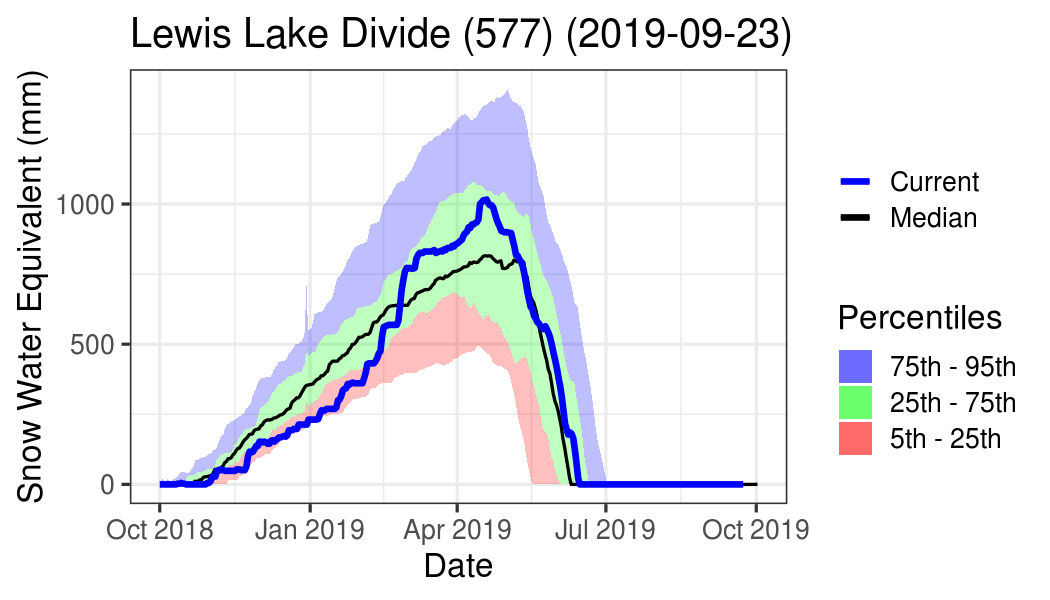 Lewis Lake Divide (577) (2019-09-23)
Snow Water Equivalent (mm)
1000
500
0
Oct 2018
Jan 2019
Apr 2019
Jul 2019
Oct 2019
Date
Current
Median
Percentiles
75th - 95th
25th - 75th
5th - 25th